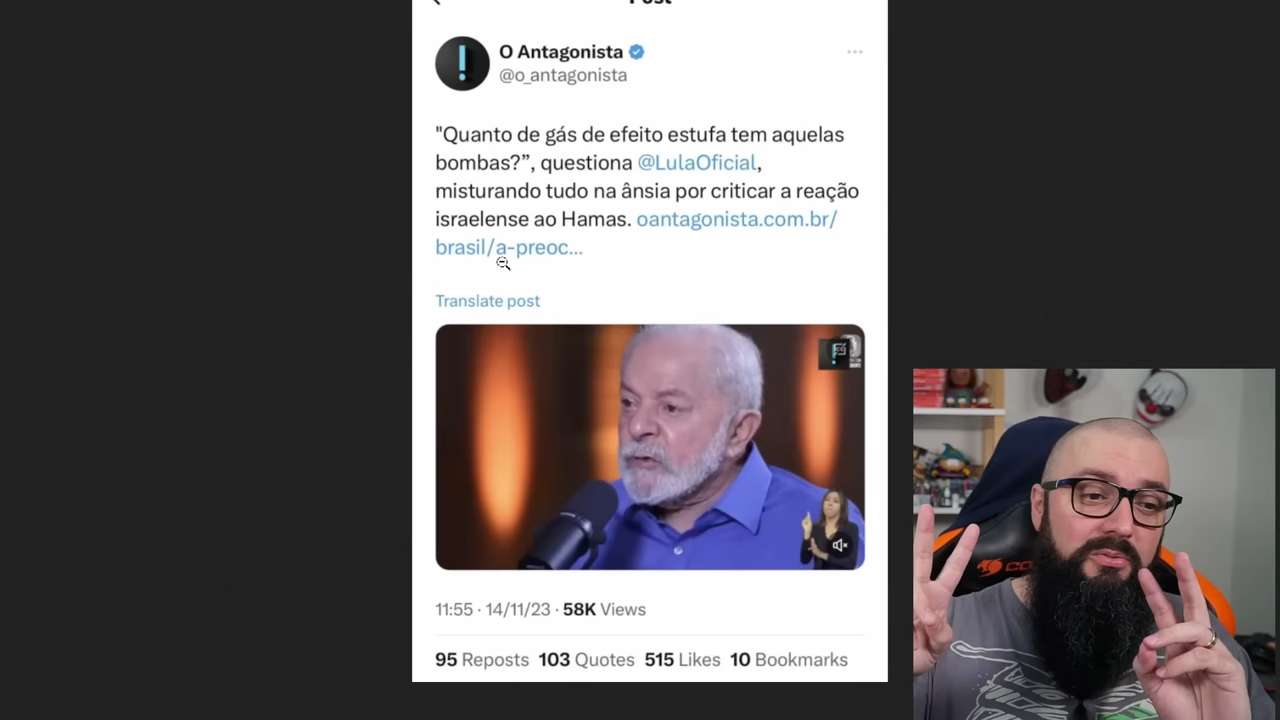 Post
O Antagonista
@o_antagonista
"Quanto de gás de efeito estufa tem aquelas
bombas?”, questiona @LulaOficial,
misturando tudo na ânsia por criticar a reação
israelense ao Hamas. oantagonista.com.br/
brasil/a-preoc...
Translate post
11:55 · 14/11/23 · 58K Views
95 Reposts 103 Quotes 515 Likes 10 Bookmarks